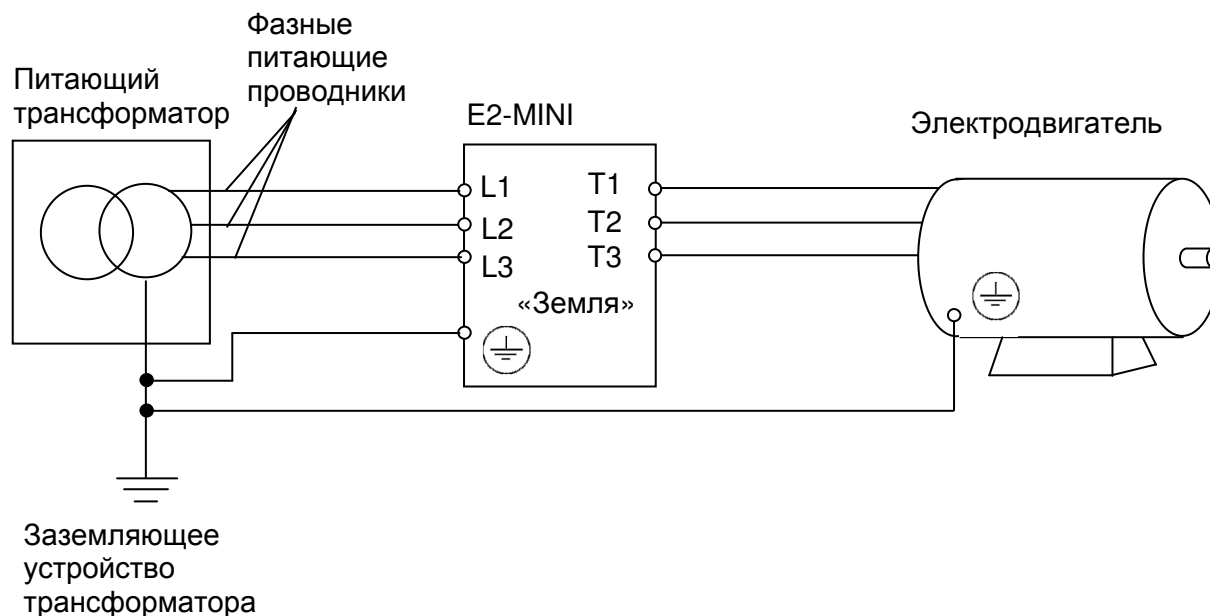 Фазные
питающие
проводники
Питающий
трансформатор
E2-MINI
Электродвигатель
L1
T1
L2
T2
L3
T3
«Земля»
Заземляющее
устройство
трансформатора